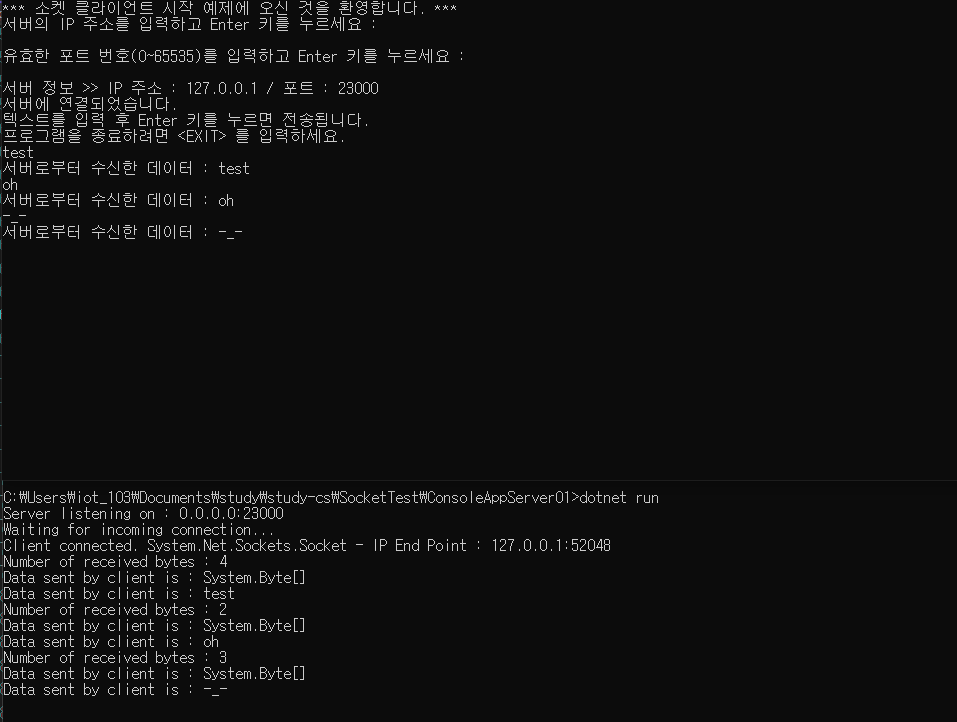 *** 소켓 클라이언트 시작 예제에 오신 것을 환영합니다. ***
서버의 IP 주소를 입력하고 Enter 키를 누르세요 :
유효한 포트 번호(0~65535)를 입력하고 Enter 키를 누르세요 :
서버 정보 >> IP 주소 : 127.0.0.1 / 포트 : 23000
서버에 연결되었습니다.
텍스트를 입력 후 Enter 키를 누르면 전송됩니다.
프로그램을 종료하려면 <EXIT> 를 입력하세요.
test
서버로부터 수신한 데이터 : test
oh
서버로부터 수신한 데이터 : oh
-_-
서버로부터 수신한 데이터 : -_-
C:₩Users₩iot_103₩Documents₩study₩study-cs₩SocketTest₩ConsoleAppServer01>dotnet run
Server listening on : 0.0.0.0:23000
Waiting for incoming connection...
Client connected. System.Net.Sockets.Socket - IP End Point : 127.0.0.1:52048
Number of received bytes : 4
Data sent by client is : System.Byte[]
Data sent by client is : test
Number of received bytes : 2
Data sent by client is : System.Byte[]
Data sent by client is : oh
Number of received bytes : 3
Data sent by client is : System.Byte[]
Data sent by client is : -_-